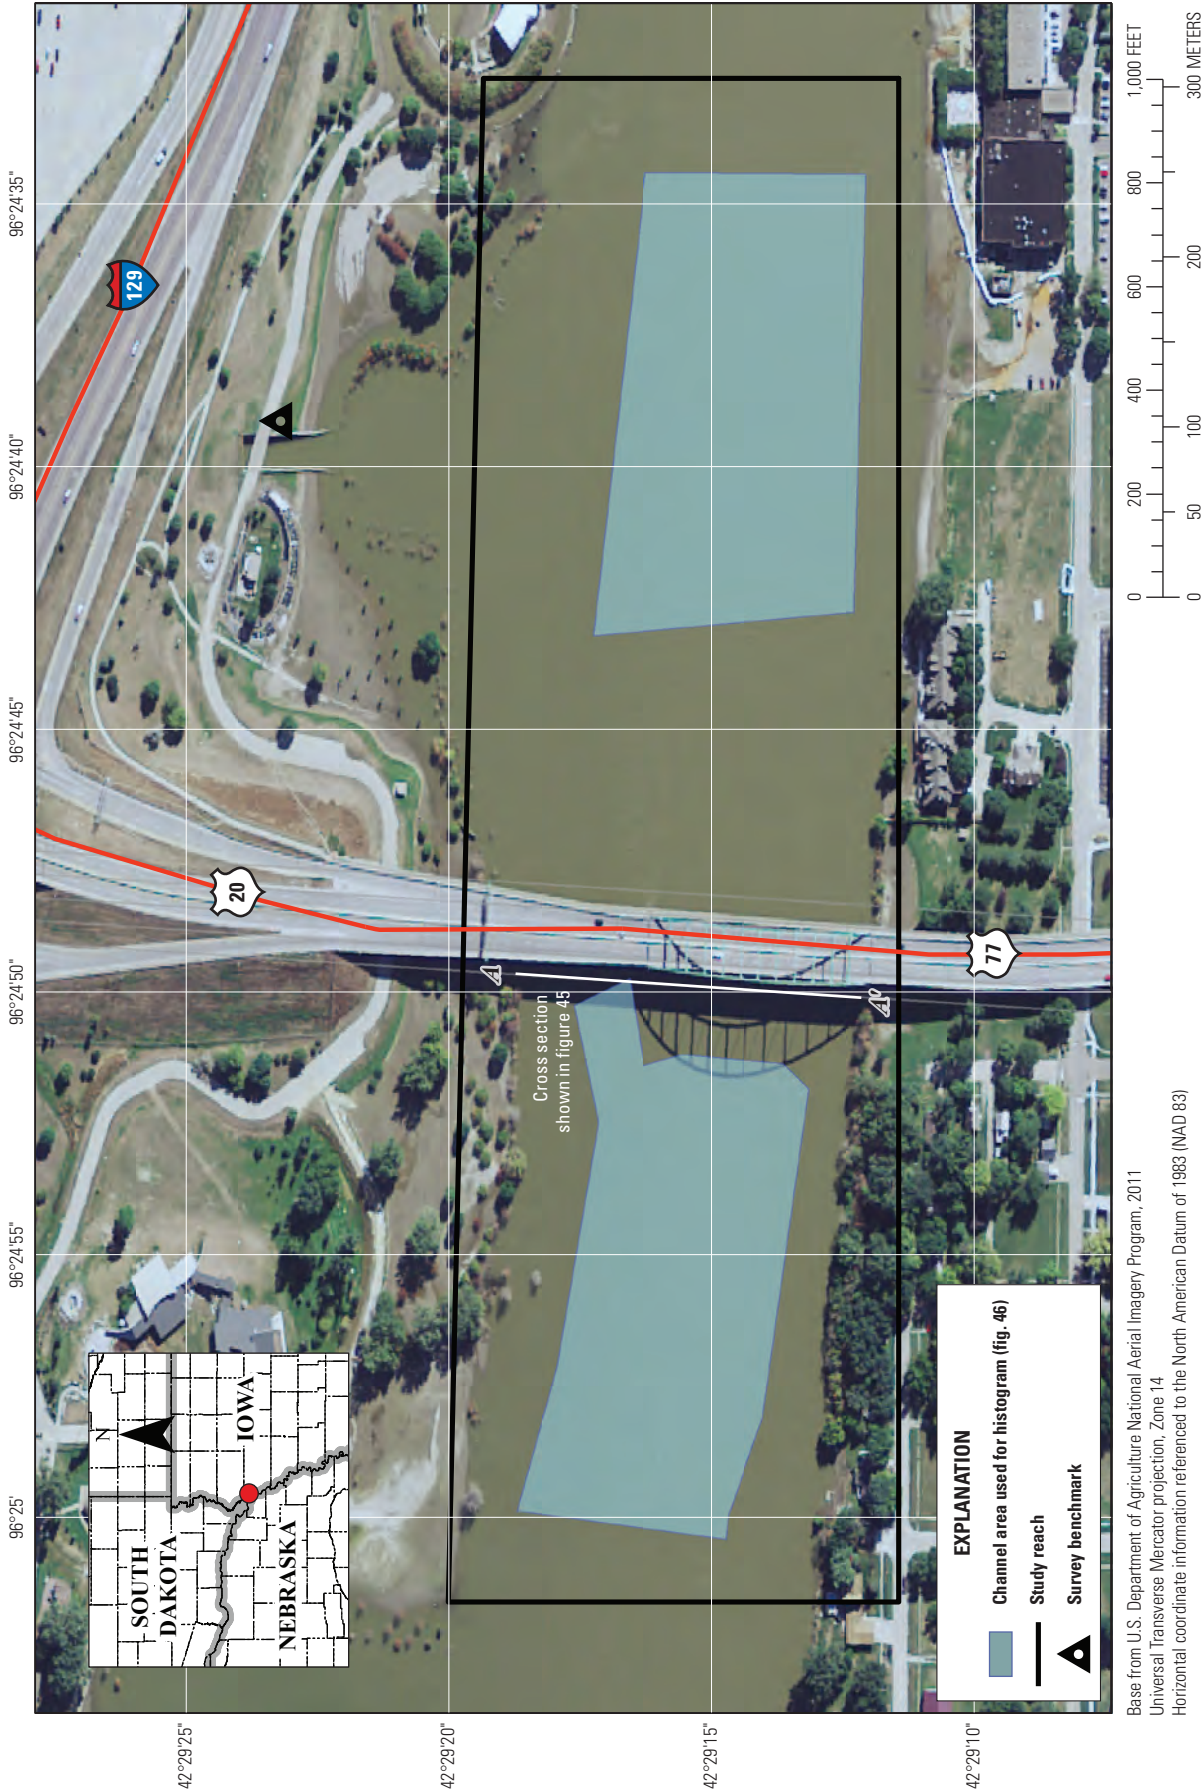 96°25'
96°24'55"
96°24'50"
96°24'45"
96°24'40"
96°24'35"
42°29'25"
42°29'20"
42°29'15"
42°29'10"
129
20
77
N
SOUTH
DAKOTA
IOWA
NEBRASKA
A
Cross section
shown in figure 45
A'
EXPLANATION
Channel area used for histogram (fig. 46)
Study reach
Survey benchmark
Base from U.S. Department of Agriculture National Aerial Imagery Program, 2011
Universal Transverse Mercator projection, Zone 14
Horizontal coordinate information referenced to the North American Datum of 1983 (NAD 83)
0 200 400 600 800 1,000 FEET
0 50 100 200 300 METERS